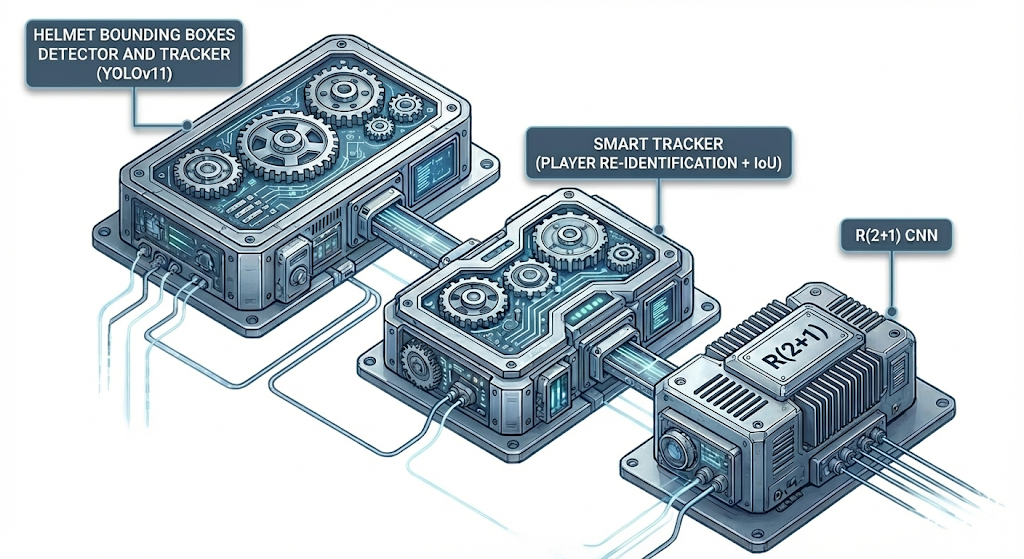 HELMET BOUNDING BOXES
DETECTOR AND TRACKER
(YOLOv11)
SMART TRACKER
(PLAYER RE-IDENTIFICATION + IoU)
R(2+1) CNN
R(2+1)